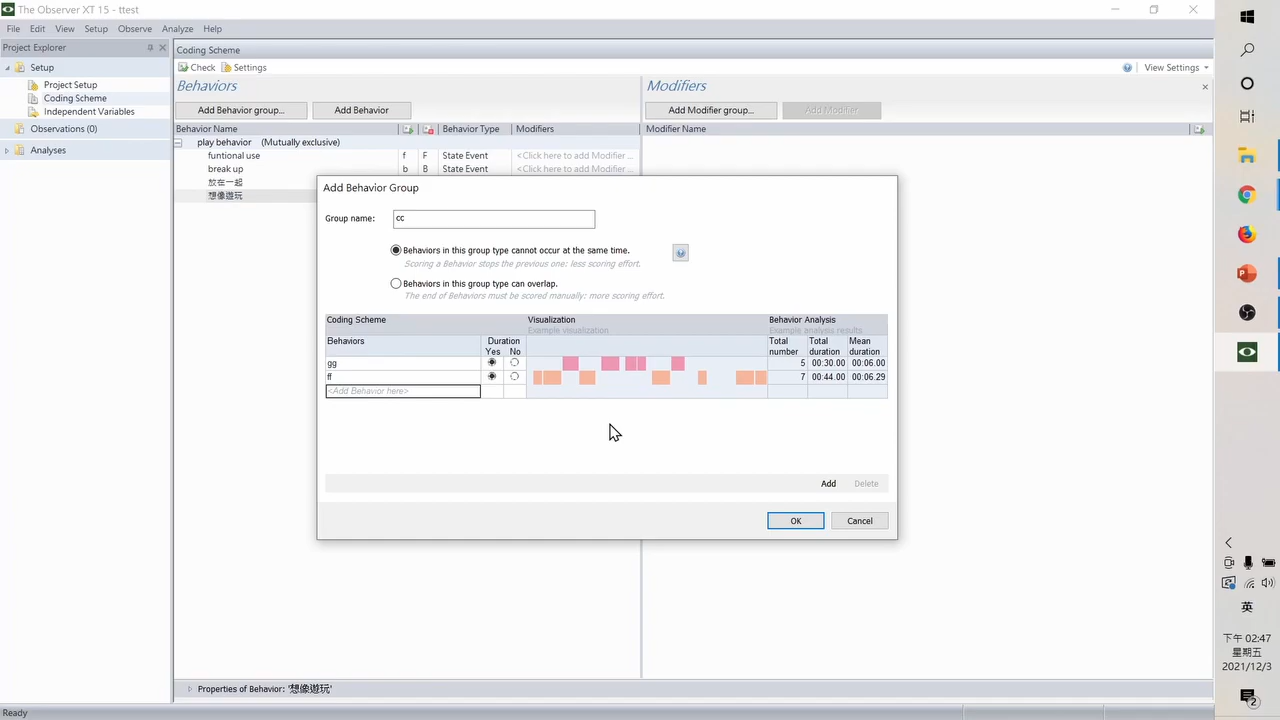 The Observer XT 15 - ttest
File Edit View Setup Observe Analyze Help
Project Explorer
Setup
Project Setup
Coding Scheme
Independent Variables
Observations (0)
Analyses
Coding Scheme
Check Settings
View Settings
Behaviors
Add Behavior group... Add Behavior
Behavior Name Behavior Type Modifiers
play behavior (Mutually exclusive)
funtional use f F State Event <Click here to add Modifier ...
break up b B State Event <Click here to add Modifier ...
放在一起
想像遊玩
Modifiers
Add Modifier group... Add Modifier
Modifier Name
Add Behavior Group
Group name: cc
Behaviors in this group type cannot occur at the same time.
Scoring a Behavior stops the previous one: less scoring effort.
Behaviors in this group type can overlap.
The end of Behaviors must be scored manually: more scoring effort.
Coding Scheme Visualization Behavior Analysis
Example visualization Example analysis results
Behaviors Duration Total Total Mean
Yes No number duration duration
gg 5 00:30.00 00:06.00
ff 7 00:44.00 00:06.29
<Add Behavior here>
Add Delete
OK Cancel
Properties of Behavior: '想像遊玩'
Ready
英
下午 02:47
星期五
2021/12/3
2